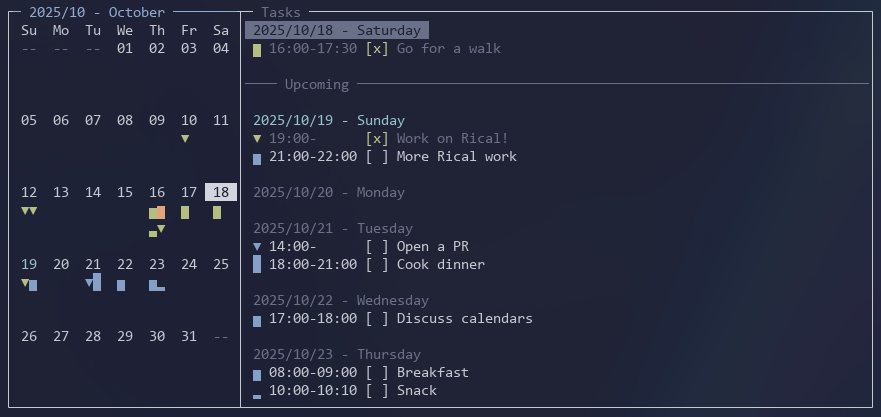 2025/10 - October
Su Mo Tu We Th Fr Sa
-- -- -- 01 02 03 04
05 06 07 08 09 10 11
12 13 14 15 16 17 18
19 20 21 22 23 24 25
26 27 28 29 30 31 --
Tasks
2025/10/18 - Saturday
16:00-17:30 [x] Go for a walk
Upcoming
2025/10/19 - Sunday
19:00- [x] Work on Rical!
21:00-22:00 [ ] More Rical work
2025/10/20 - Monday
2025/10/21 - Tuesday
14:00- [ ] Open a PR
18:00-21:00 [ ] Cook dinner
2025/10/22 - Wednesday
17:00-18:00 [ ] Discuss calendars
2025/10/23 - Thursday
08:00-09:00 [ ] Breakfast
10:00-10:10 [ ] Snack